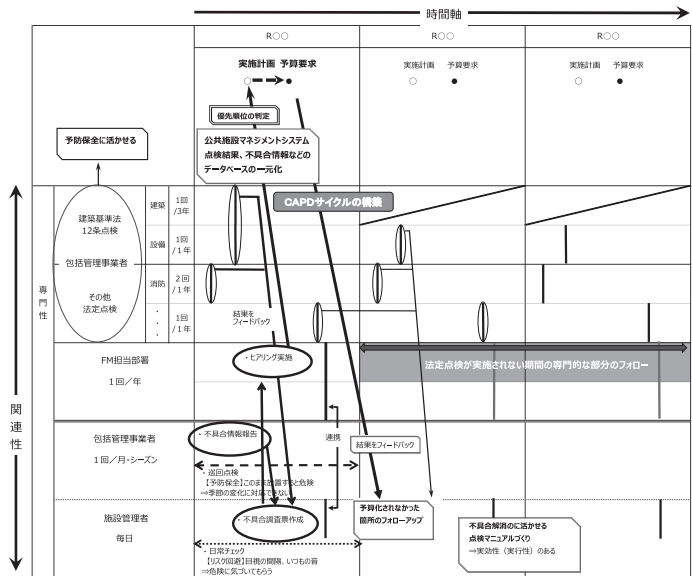 時間軸
R○○
R○○
R○○
実施計画 予算要求
実施計画 予算要求
実施計画 予算要求
優先順位の判定
公共施設マネジメントシステム
点検結果、不具合情報などの
データベースの一元化
予防保全に活かせる
CAPDサイクルの構築
建築基準法
12条点検
包括管理事業者
その他
法定点検
建築
1回
/3年
設備
1回
/1年
消防
2回
/1年
・
・
・
1回
/1年
専門性
関連性
結果を
フィードバック
FM担当部署
1回／年
・ヒアリング実施
法定点検が実施されない期間の専門的な部分のフォロー
包括管理事業者
1回／月・シーズン
・不具合情報報告
連携
結果をフィードバック
・巡回点検
【予防保全】このまま放置すると危険
⇒季節の変化に対応できない
施設管理者
毎日
・不具合調査票作成
予算化されなかった
箇所のフォローアップ
不具合解消のに活かせる
点検マニュアルづくり
⇒実効性（実行性）のある
・日常チェック
【リスク回避】目視の間隔、いつもの音
⇒危険に気づいてもらう